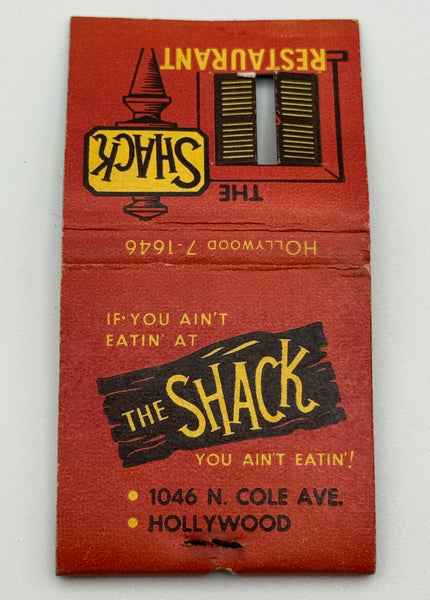 RESTAURANT
THE
SHACK
HOLLYWOOD 7-1646
IF YOU AIN'T
EATIN' AT
THE SHACK
YOU AIN'T EATIN'!
• 1046 N. COLE AVE.
• HOLLYWOOD